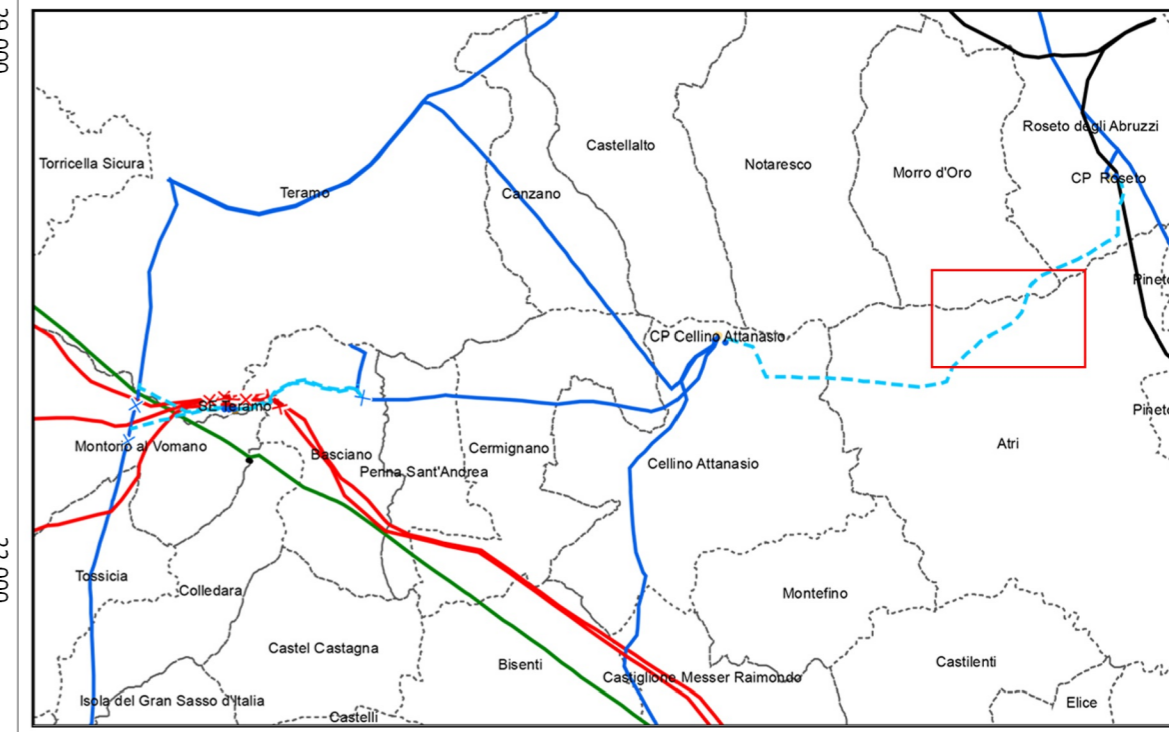 Roseto degli Abruzzi
Castellalto
Torricella Sicura
Notaresco
Morro d'Oro
CP Roseto
Teramo
Canzano
CP Cellino Attanasio
SE Teramo
Montorio al Vomano
Basciano
Penna Sant'Andrea
Cermignano
Cellino Attanasio
Atri
Tossicia
Colledara
Montefino
Castel Castagna
Bisenti
Castiglione Messer Raimondo
Castilenti
Isola del Gran Sasso d'Italia
Castelli
Elice